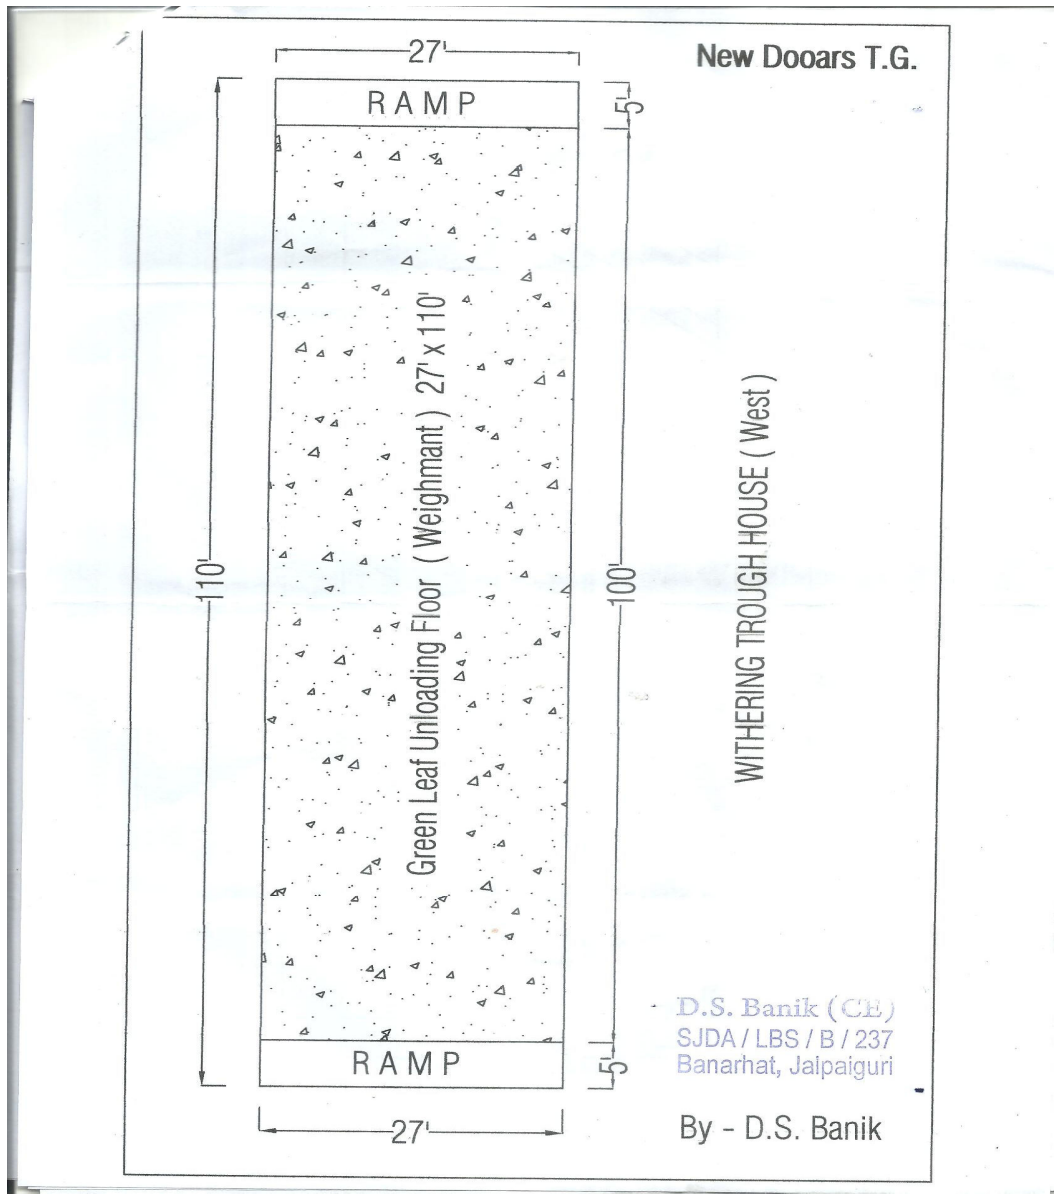 27'
New Dooars T.G.
RAMP
5'
Green Leaf Unloading Floor ( Weighmant ) 27' x 110'
110'
100'
WITHERING TROUGH HOUSE ( West )
D.S. Banik (CE)
SJDA / LBS / B / 237
Banarhat, Jalpaiguri
RAMP
5'
27'
By - D.S. Banik